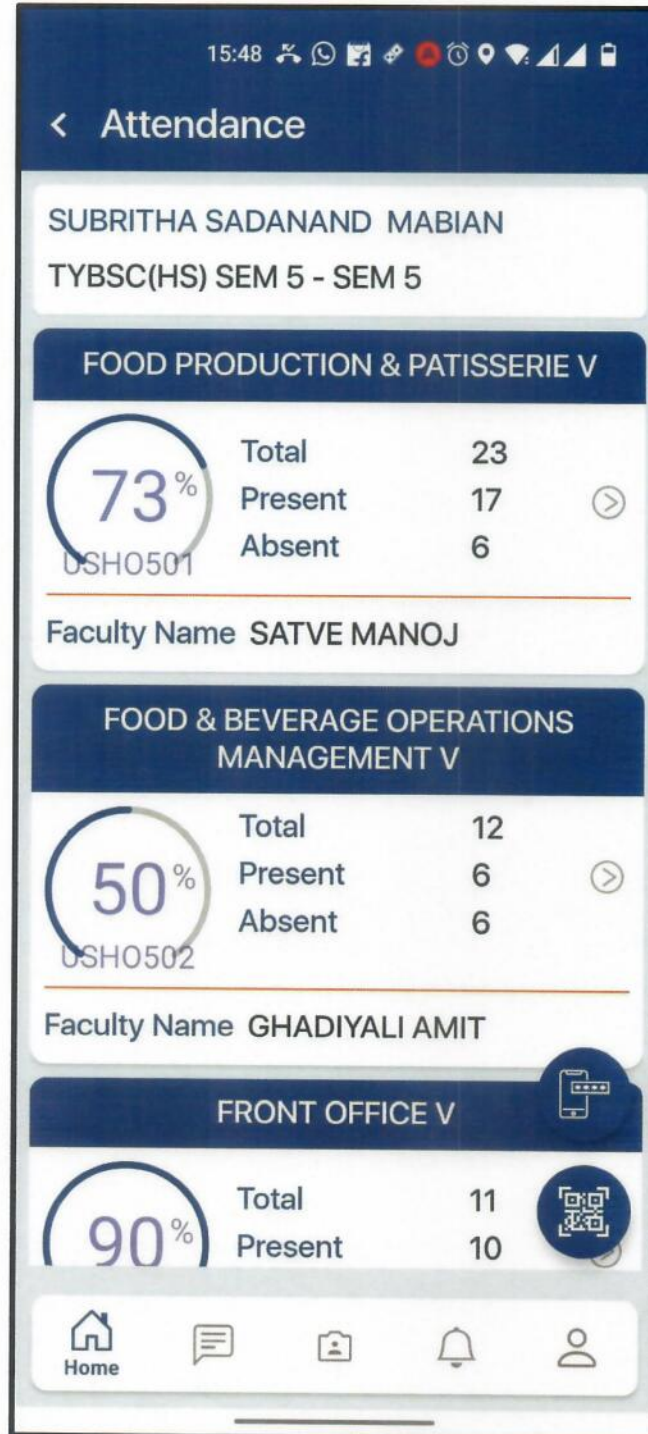 15:48
Attendance
SUBRITHA SADANAND MABIAN
TYBSC(HS) SEM 5 - SEM 5
FOOD PRODUCTION & PATISSERIE V
73%
USHO501
Total 23
Present 17
Absent 6
Faculty Name SATVE MANOJ
FOOD & BEVERAGE OPERATIONS
MANAGEMENT V
50%
USHO502
Total 12
Present 6
Absent 6
Faculty Name GHADIYALI AMIT
FRONT OFFICE V
90%
Total 11
Present 10
Home